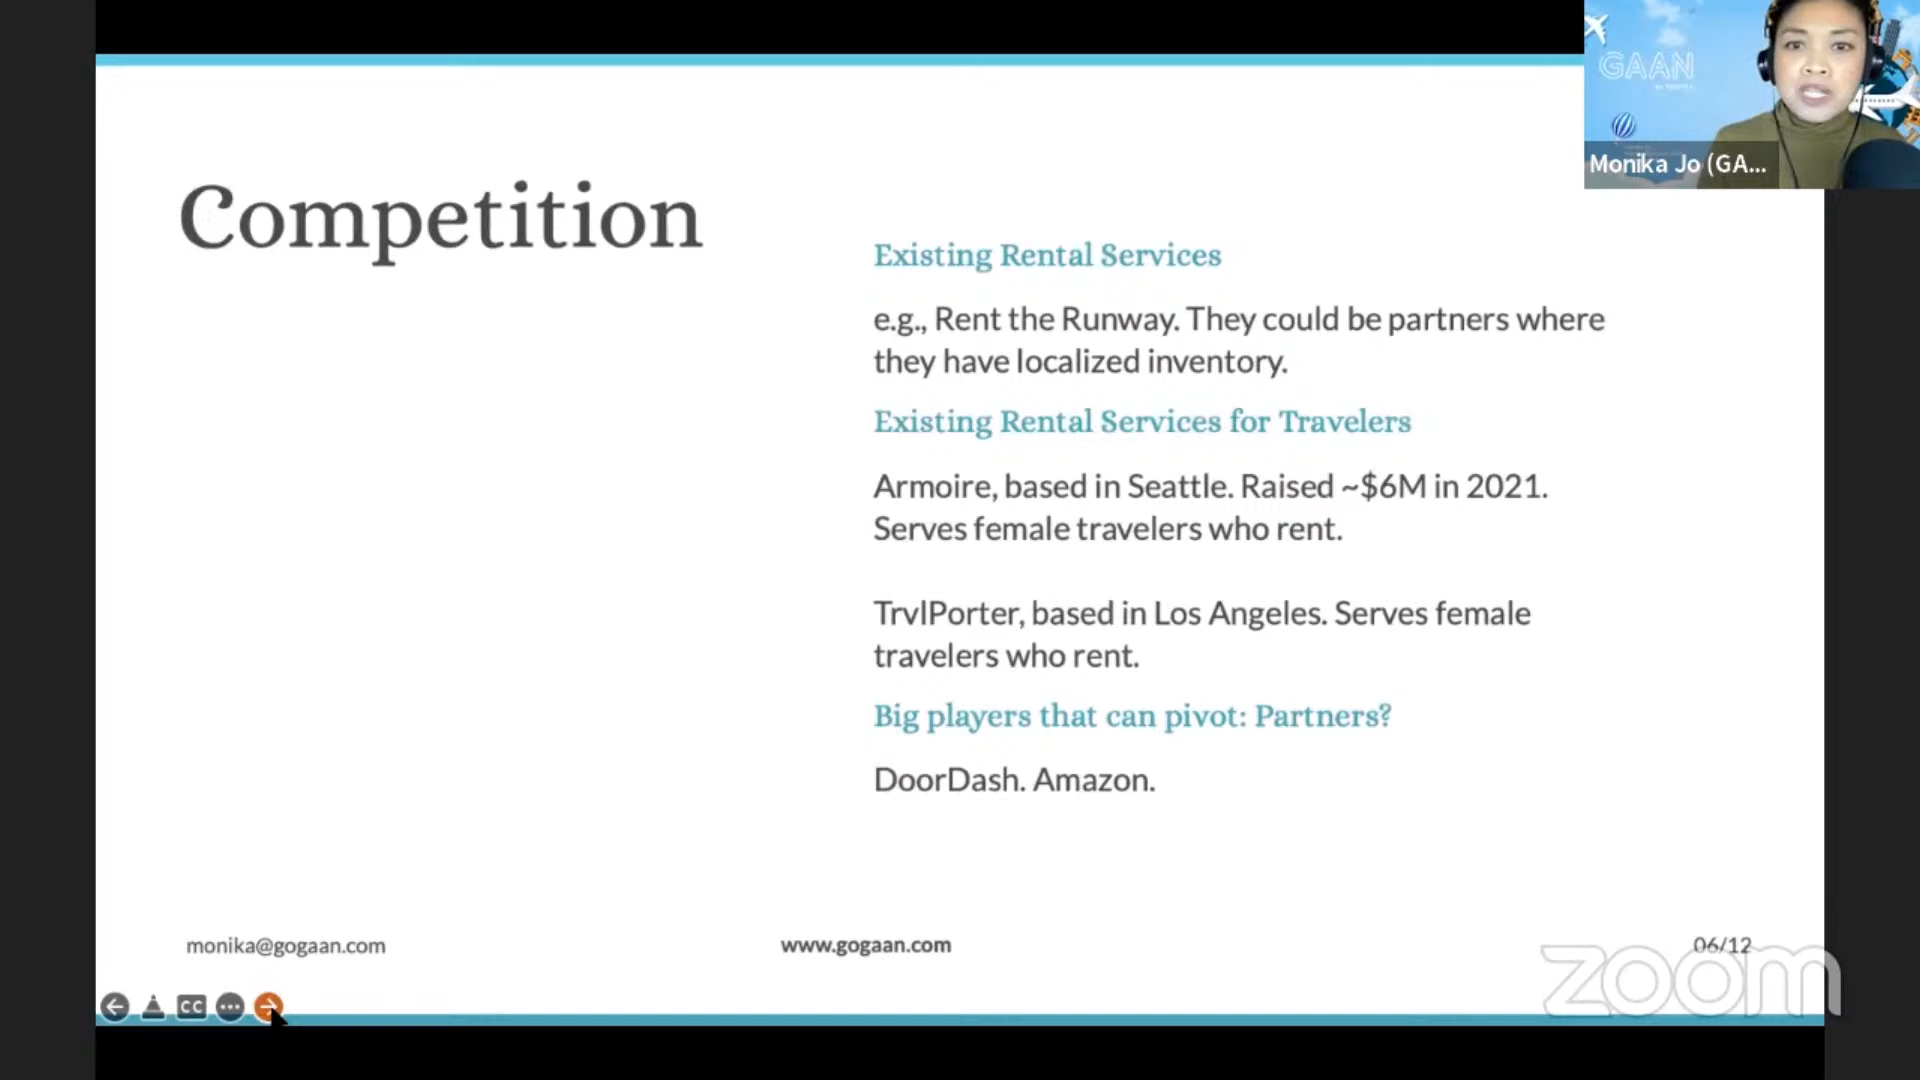 GAAN
Monika Jo (GA...
Competition
Existing Rental Services
e.g., Rent the Runway. They could be partners where
they have localized inventory.
Existing Rental Services for Travelers
Armoire, based in Seattle. Raised ~$6M in 2021.
Serves female travelers who rent.
TrvlPorter, based in Los Angeles. Serves female
travelers who rent.
Big players that can pivot: Partners?
DoorDash. Amazon.
monika@gogaan.com
www.gogaan.com
06/12
zoom
CC